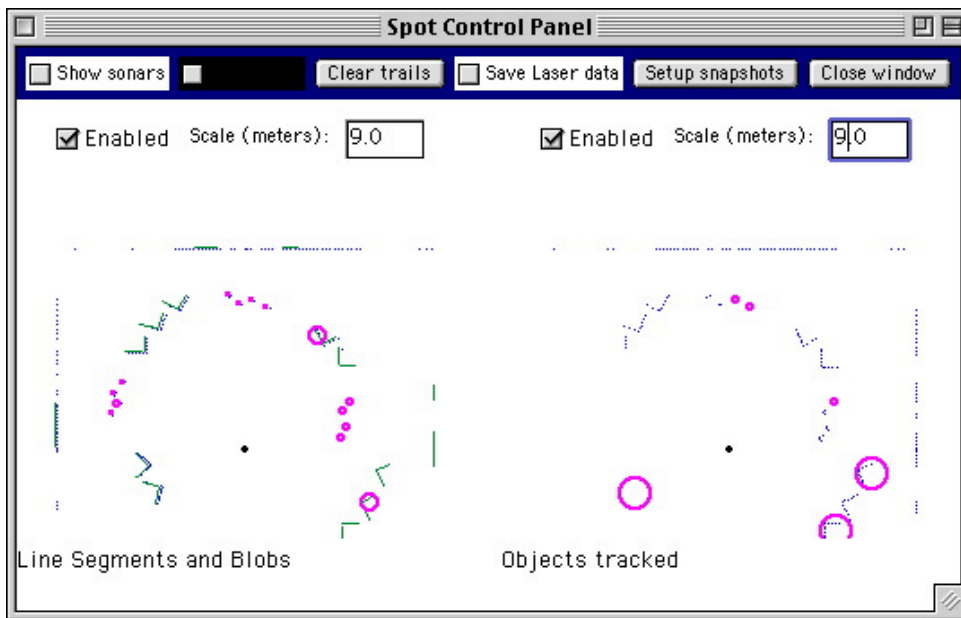 Spot Control Panel
Show sonars Clear trails Save Laser data Setup snapshots Close window
Enabled Scale (meters): 9.0 Enabled Scale (meters): 9.0
Line Segments and Blobs Objects tracked